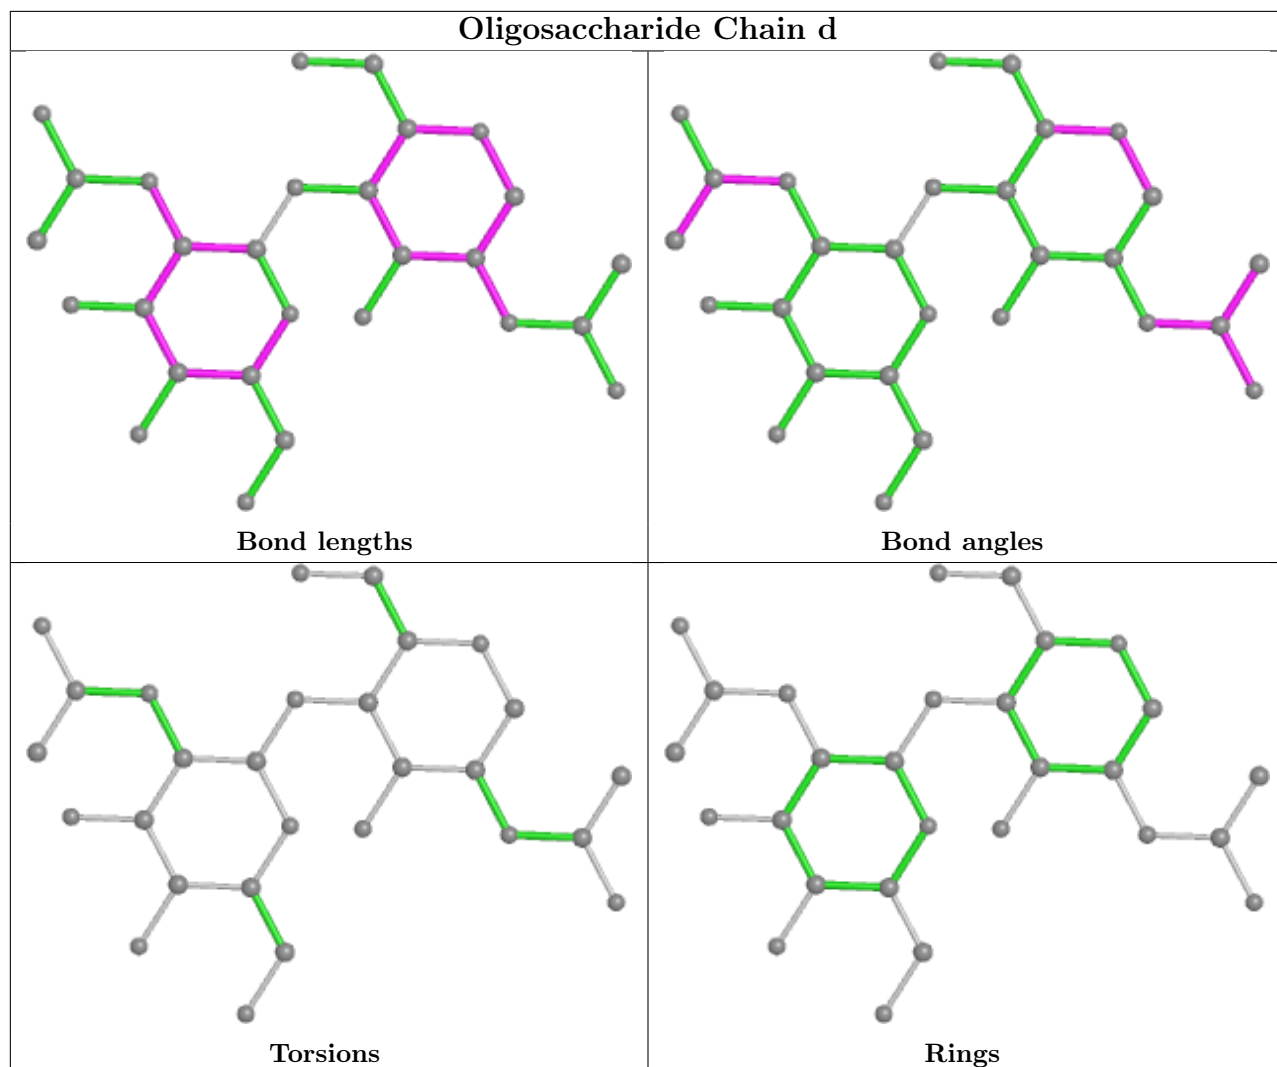 Oligosaccharide Chain d
Bond lengths
Bond angles
Torsions
Rings